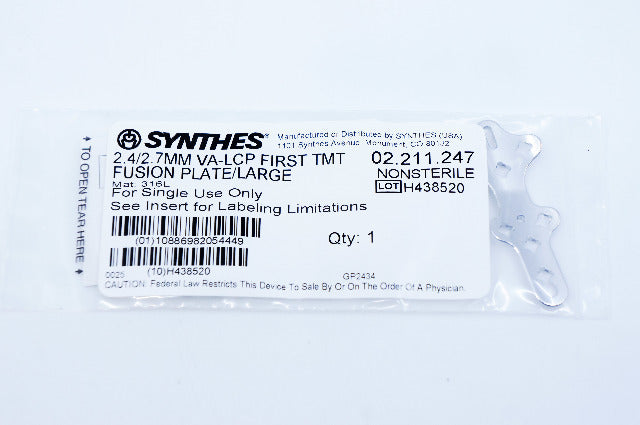 SYNTHES®
Manufactured or Distributed by SYNTHES (USA)
1101 Synthes Avenue, Monument, CO 80132
2.4/2.7MM VA-LCP FIRST TMT
FUSION PLATE/LARGE
Mat. 316L
02.211.247
NONSTERILE
LOT H438520
For Single Use Only
See Insert for Labeling Limitations
(01)10886982054449
Qty: 1
(10)H438520
0025
GP2434
CAUTION: Federal Law Restricts This Device To Sale By Or On The Order Of A Physician.
TO OPEN TEAR HERE